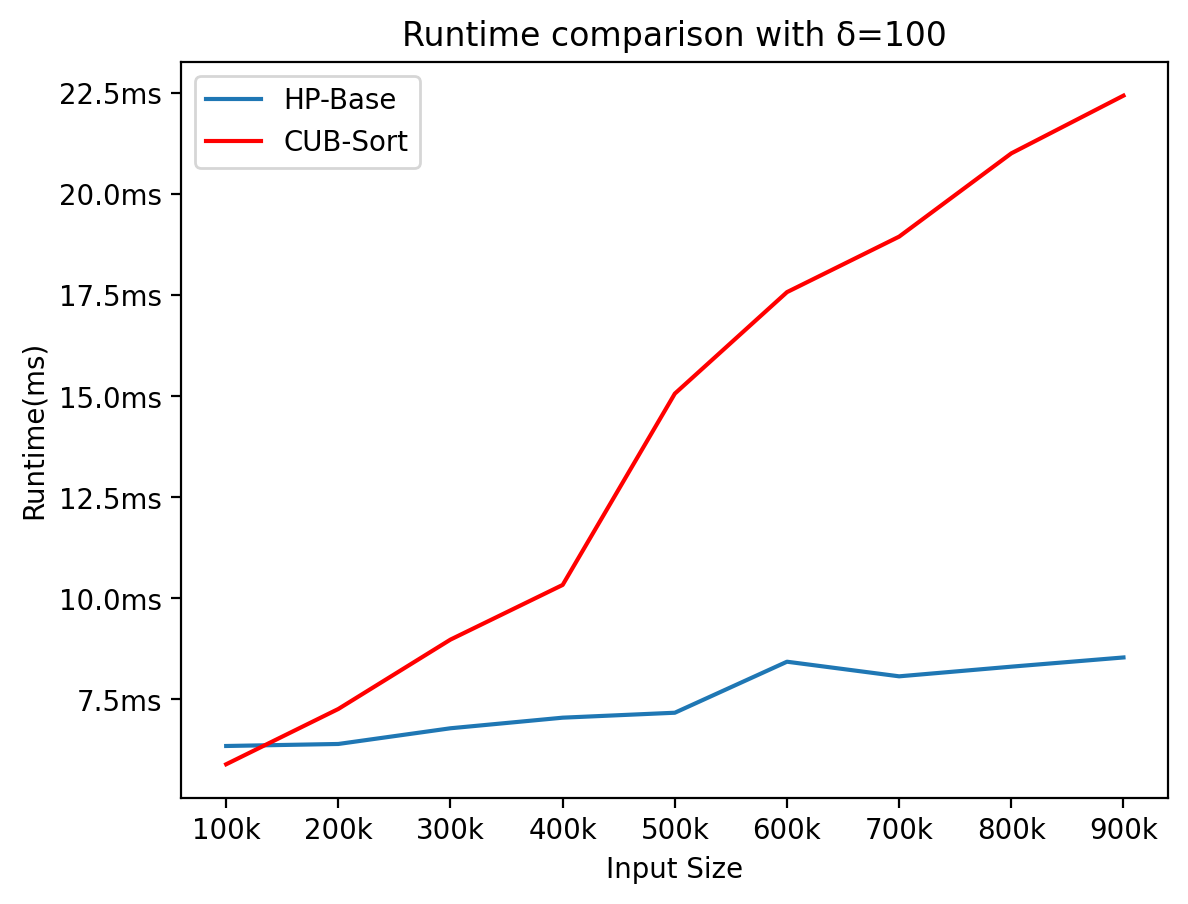 Runtime comparison with δ=100
HP-Base
CUB-Sort
22.5ms
20.0ms
17.5ms
15.0ms
12.5ms
10.0ms
7.5ms
Runtime(ms)
100k 200k 300k 400k 500k 600k 700k 800k 900k
Input Size